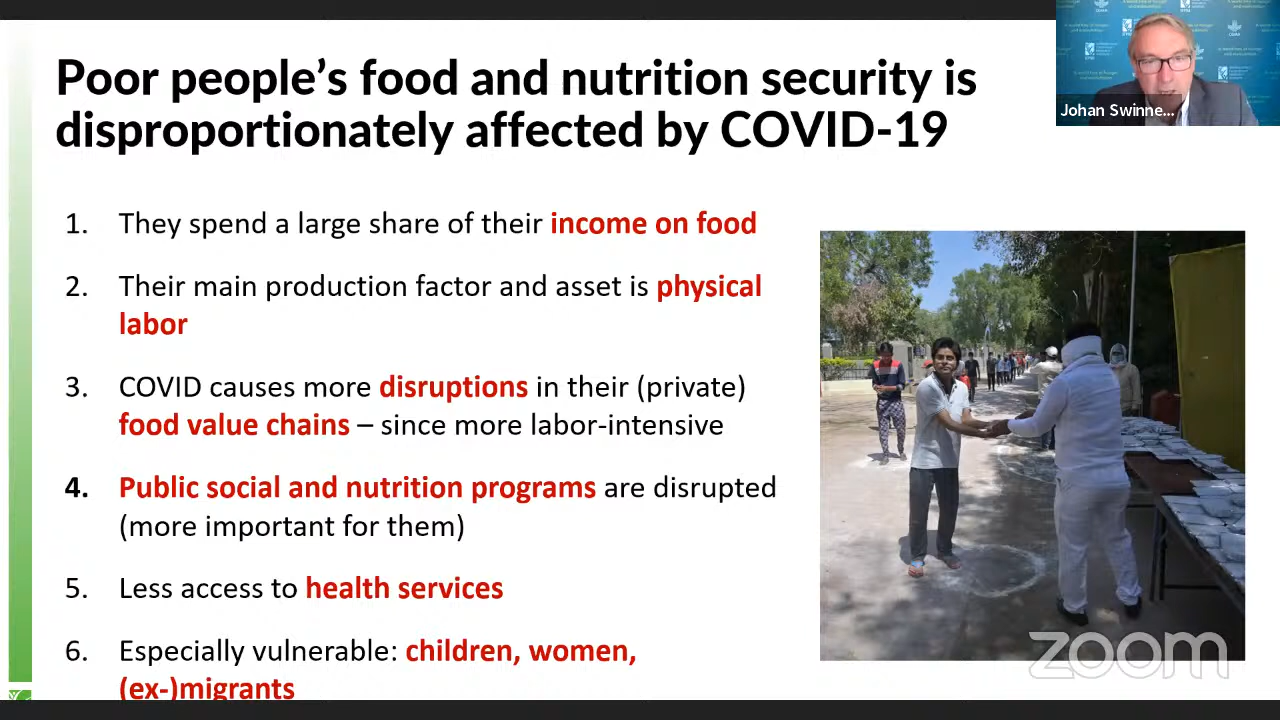 Poor people's food and nutrition security is
disproportionately affected by COVID-19
Johan Swinne...
1. They spend a large share of their income on food
2. Their main production factor and asset is physical
labor
3. COVID causes more disruptions in their (private)
food value chains – since more labor-intensive
4. Public social and nutrition programs are disrupted
(more important for them)
5. Less access to health services
6. Especially vulnerable: children, women,
(ex-)migrants
zoom